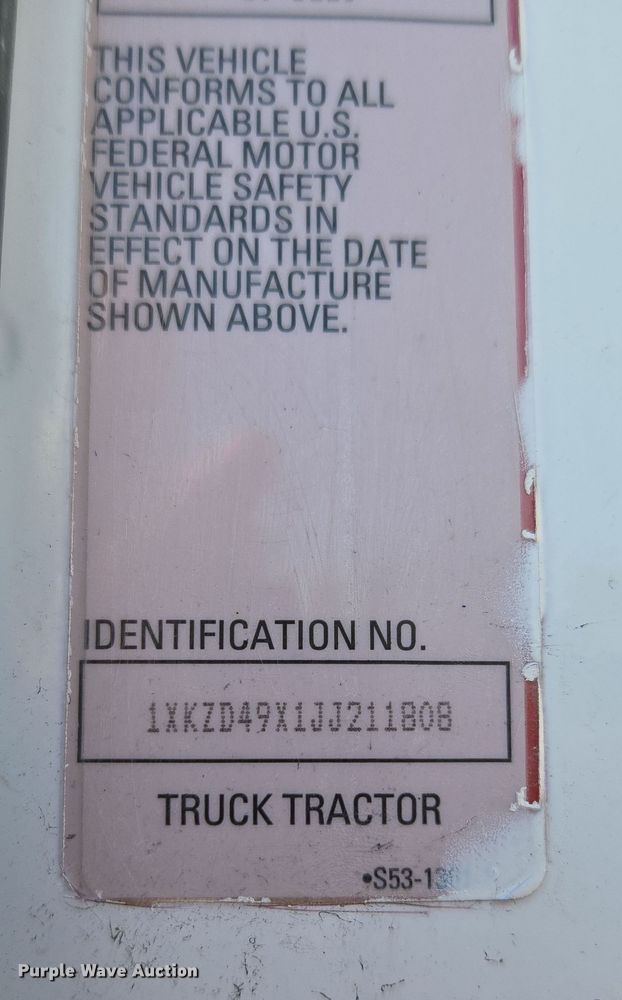 THIS VEHICLE
CONFORMS TO ALL
APPLICABLE U.S.
FEDERAL MOTOR
VEHICLE SAFETY
STANDARDS IN
EFFECT ON THE DATE
OF MANUFACTURE
SHOWN ABOVE.
IDENTIFICATION NO.
1XKZD49X1JJ211808
TRUCK TRACTOR
Purple Wave Auction